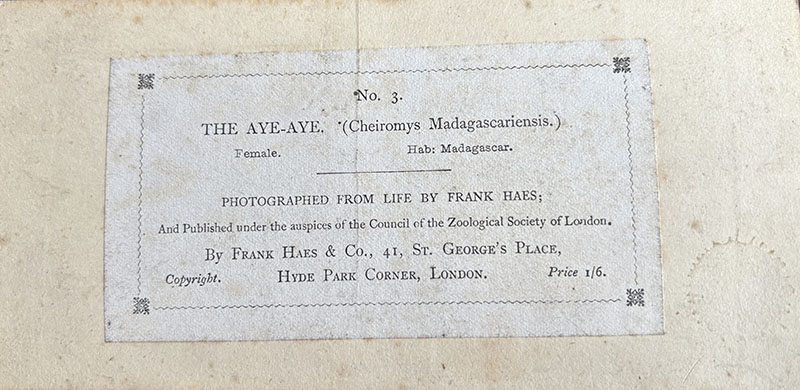 No. 3.
THE AYE-AYE. (Cheiromys Madagascariensis.)
Female. Hab: Madagascar.
PHOTOGRAPHED FROM LIFE BY FRANK HAES;
And Published under the auspices of the Council of the Zoological Society of London.
By FRANK HAES & Co., 41, ST. GEORGE'S PLACE,
Copyright. HYDE PARK CORNER, LONDON. Price 1/6.